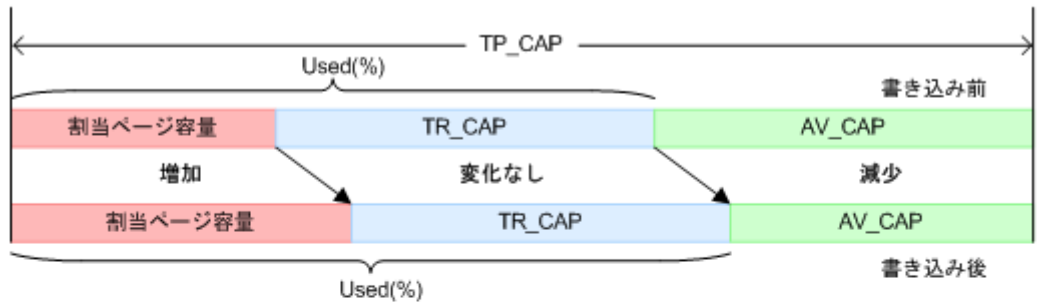 TP_CAP
Used(%)
書き込み前
割当ページ容量 TR_CAP AV_CAP
増加 変化なし 減少
割当ページ容量 TR_CAP AV_CAP
書き込み後
Used(%)